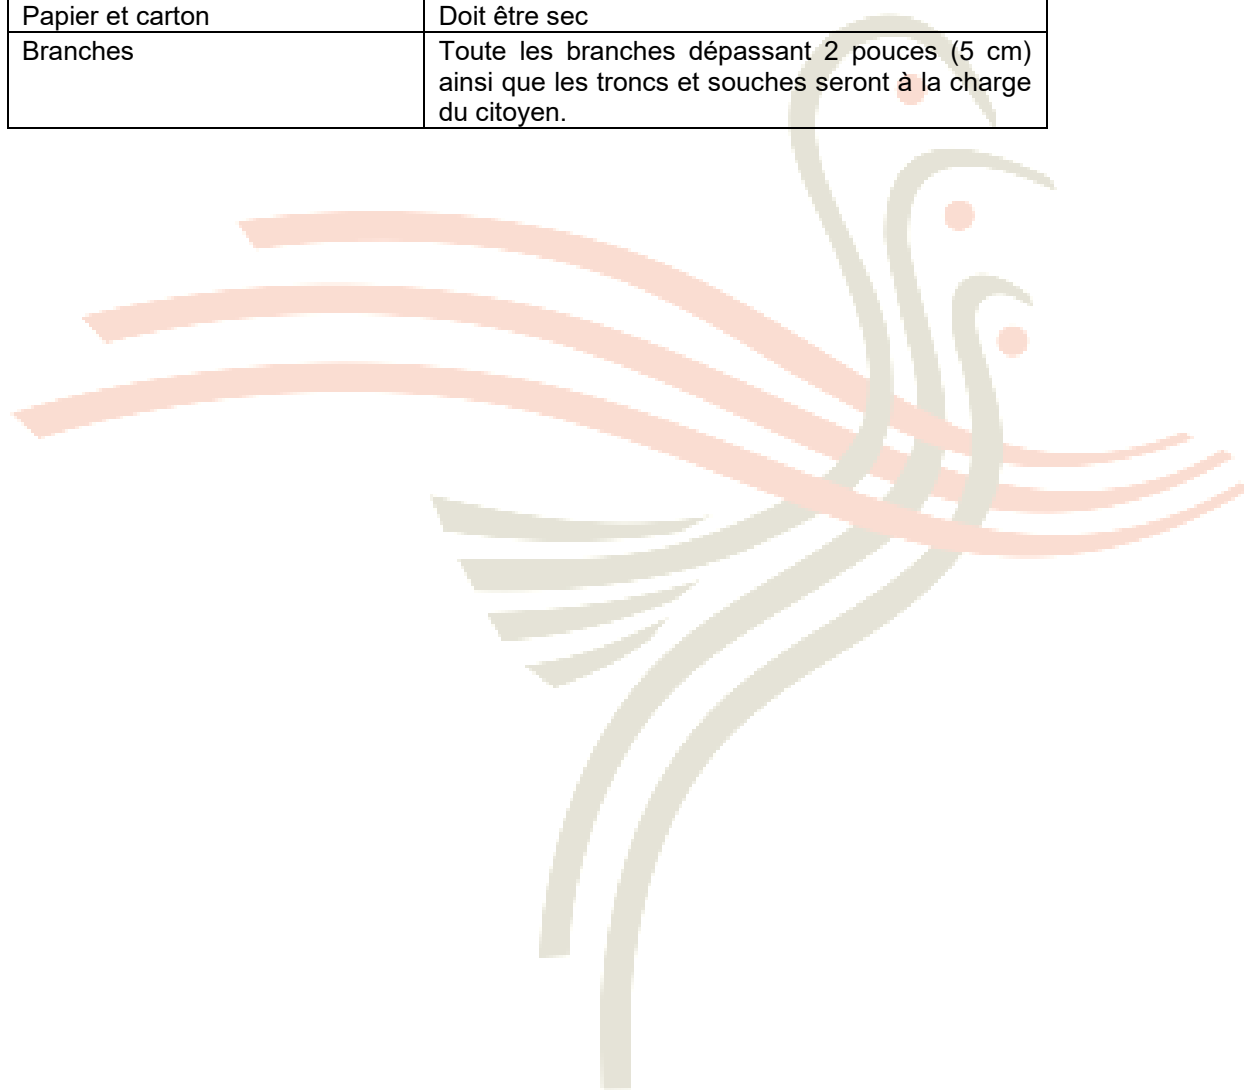 Papier et carton
Doit être sec
Branches
Toute les branches dépassant 2 pouces (5 cm)
ainsi que les troncs et souches seront à la charge
du citoyen.